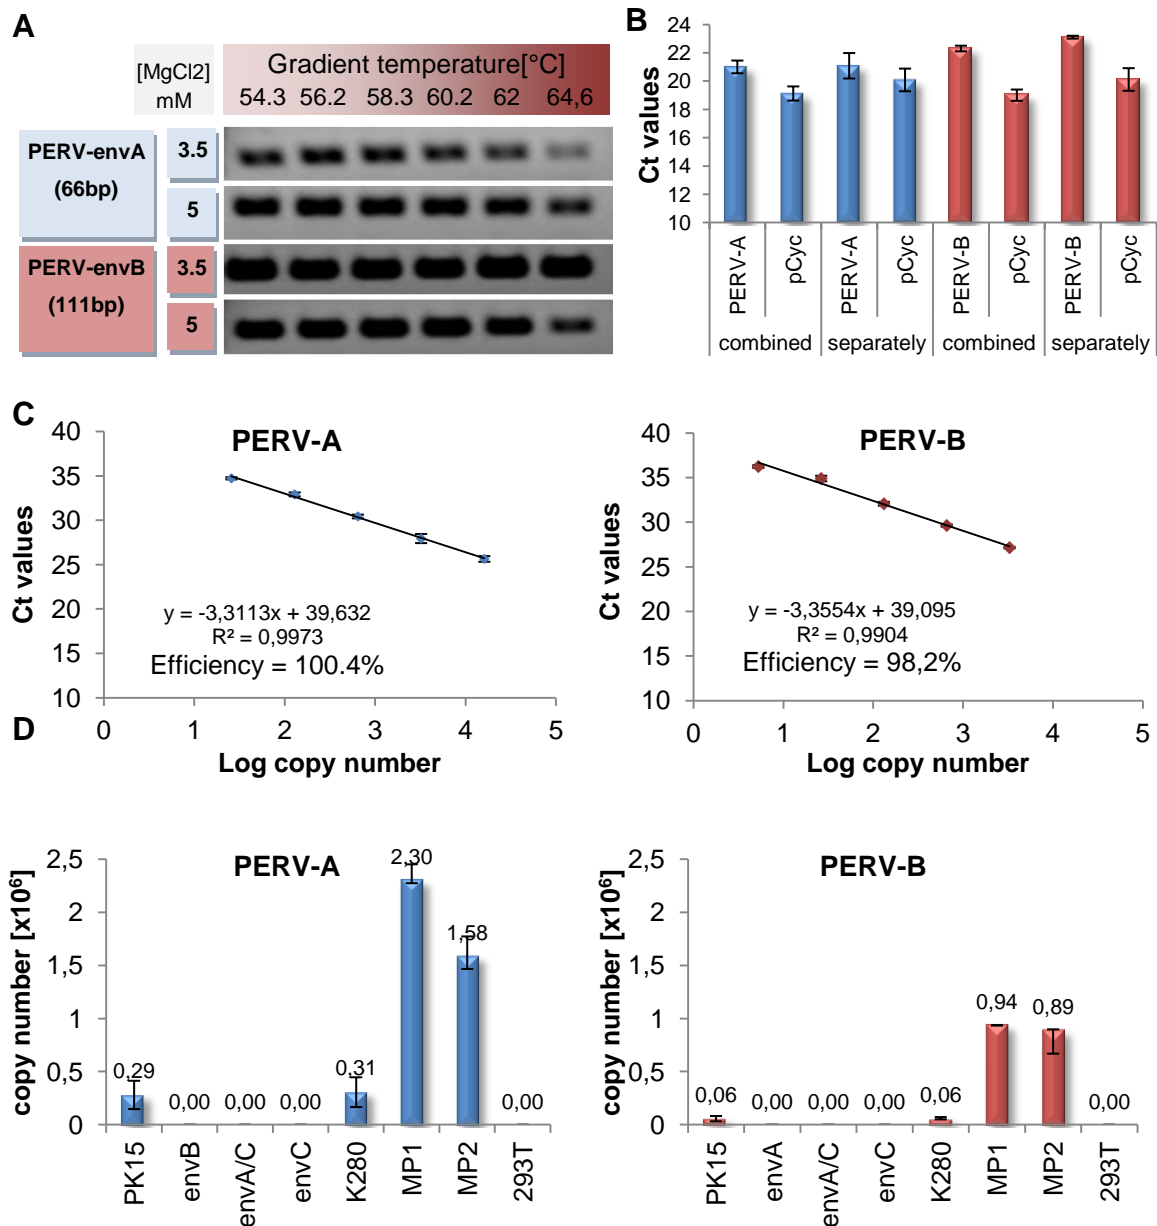 A
[MgCl2]
mM
Gradient temperature[°C]
54.3 56.2 58.3 60.2 62 64,6
PERV-envA
(66bp)
3.5
5
PERV-envB
(111bp)
3.5
5
B
Ct values
24
22
20
18
16
14
12
10
PERV-A
pCyc
PERV-A
pCyc
PERV-B
pCyc
PERV-B
pCyc
combined separately combined separately
C
PERV-A
Ct values
40
35
30
25
20
15
10
y = -3,3113x + 39,632
R² = 0,9973
Efficiency = 100.4%
0 1 2 3 4 5
Log copy number
PERV-B
Ct values
40
35
30
25
20
15
10
y = -3,3554x + 39,095
R² = 0,9904
Efficiency = 98,2%
0 1 2 3 4 5
Log copy number
D
PERV-A
copy number [x10⁶]
2,5
2
1,5
1
0,5
0
0,29 0,00 0,00 0,00 0,31 2,30 1,58 0,00
PK15
envB
envA/C
envC
K280
MP1
MP2
293T
PERV-B
copy number [x10⁶]
2,5
2
1,5
1
0,5
0
0,06 0,00 0,00 0,00 0,06 0,94 0,89 0,00
PK15
envA
envA/C
envC
K280
MP1
MP2
293T